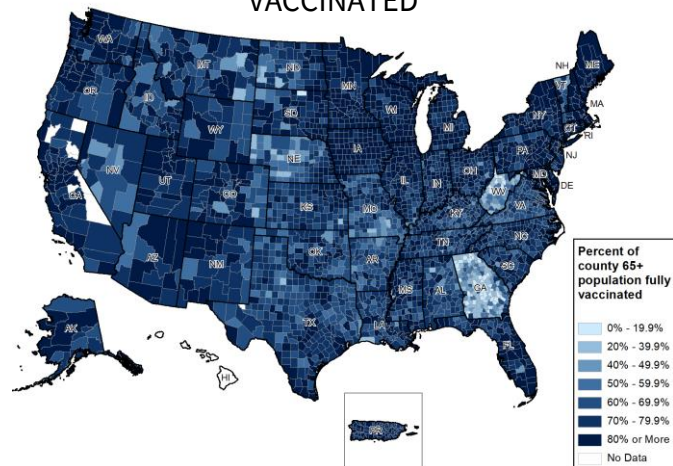 VACCINATED
WA
MT
ND
MN
NH
VT
ME
OR
ID
SD
WI
NY
MA
WY
MI
CT
RI
NE
IA
PA
NJ
NV
IL
IN
OH
MD
DE
UT
CO
WV
VA
CA
KS
MO
KY
AZ
NM
OK
AR
TN
NC
SC
MS
AL
GA
TX
LA
FL
AK
HI
PR
Percent of
county 65+
population fully
vaccinated
0% - 19.9%
20% - 39.9%
40% - 49.9%
50% - 59.9%
60% - 69.9%
70% - 79.9%
80% or More
No Data